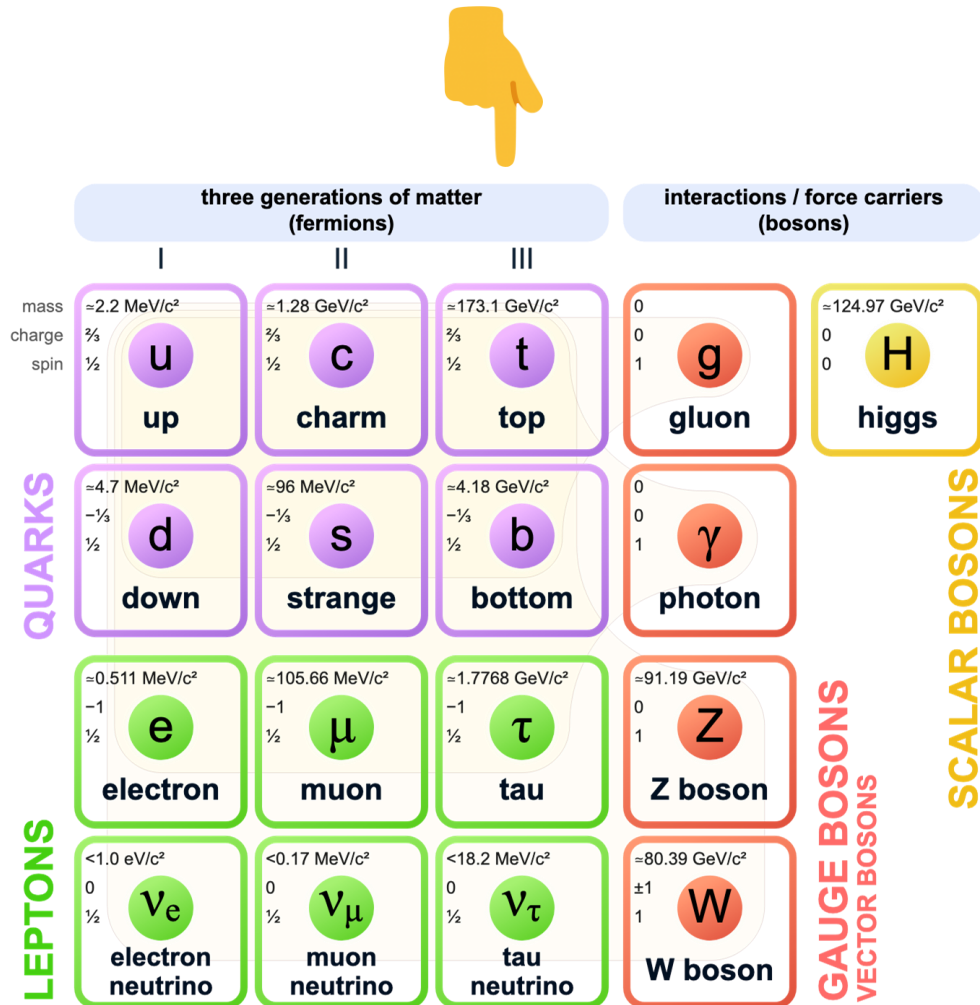 three generations of matter
(fermions)
interactions / force carriers
(bosons)
I
II
III
mass
charge
spin
≃2.2 MeV/c²
⅔
½
u
up
≃1.28 GeV/c²
⅔
½
c
charm
≃173.1 GeV/c²
⅔
½
t
top
0
0
1
g
gluon
≃124.97 GeV/c²
0
0
H
higgs
QUARKS
≃4.7 MeV/c²
−⅓
½
d
down
≃96 MeV/c²
−⅓
½
s
strange
≃4.18 GeV/c²
−⅓
½
b
bottom
0
0
1
γ
photon
SCALAR BOSONS
LEPTONS
≃0.511 MeV/c²
−1
½
e
electron
≃105.66 MeV/c²
−1
½
μ
muon
≃1.7768 GeV/c²
−1
½
τ
tau
≃91.19 GeV/c²
0
1
Z
Z boson
<1.0 eV/c²
0
½
νe
electron
neutrino
<0.17 MeV/c²
0
½
νμ
muon
neutrino
<18.2 MeV/c²
0
½
ντ
tau
neutrino
≃80.39 GeV/c²
±1
1
W
W boson
GAUGE BOSONS
VECTOR BOSONS